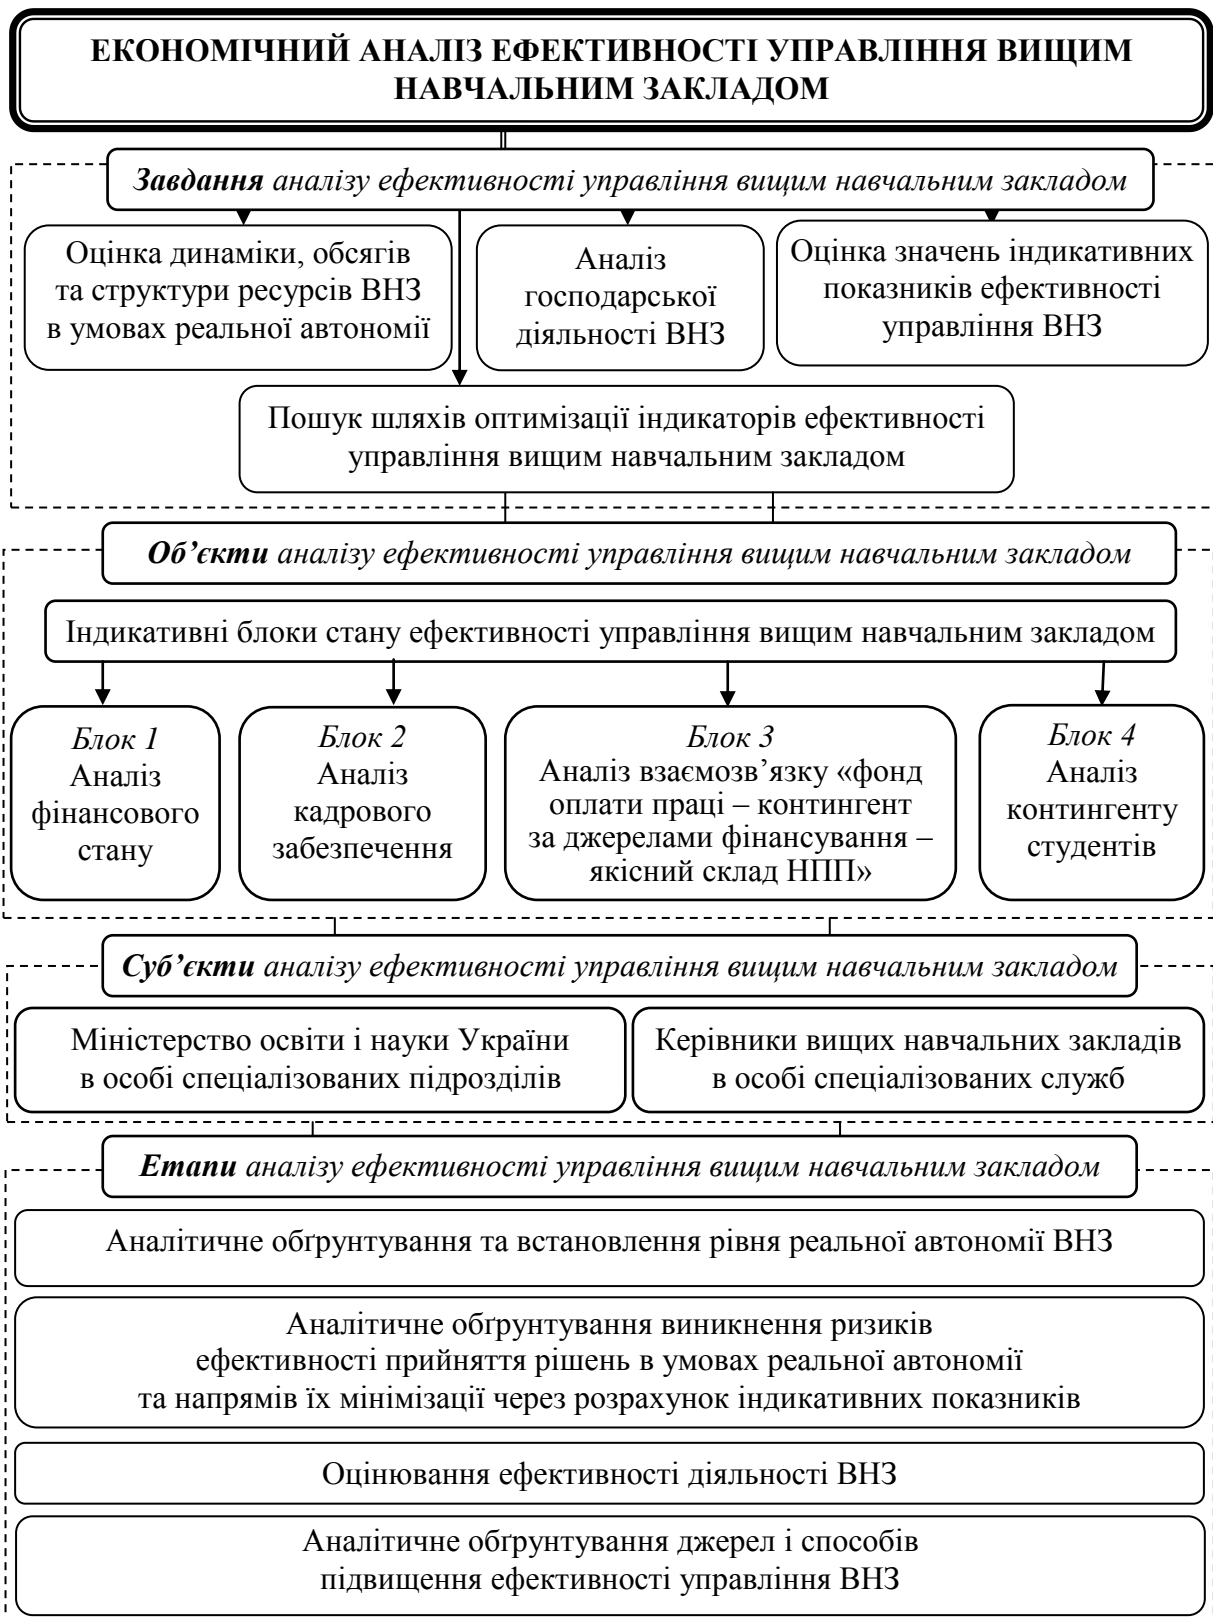 ЕКОНОМІЧНИЙ АНАЛІЗ ЕФЕКТИВНОСТІ УПРАВЛІННЯ ВИЩИМ
НАВЧАЛЬНИМ ЗАКЛАДОМ
Завдання аналізу ефективності управління вищим навчальним закладом
Оцінка динаміки, обсягів
та структури ресурсів ВНЗ
в умовах реальної автономії
Аналіз
господарської
діяльності ВНЗ
Оцінка значень індикативних
показників ефективності
управління ВНЗ
Пошук шляхів оптимізації індикаторів ефективності
управління вищим навчальним закладом
Об’єкти аналізу ефективності управління вищим навчальним закладом
Індикативні блоки стану ефективності управління вищим навчальним закладом
Блок 1
Аналіз
фінансового
стану
Блок 2
Аналіз
кадрового
забезпечення
Блок 3
Аналіз взаємозв’язку «фонд
оплати праці – контингент
за джерелами фінансування –
якісний склад НПП»
Блок 4
Аналіз
контингенту
студентів
Суб’єкти аналізу ефективності управління вищим навчальним закладом
Міністерство освіти і науки України
в особі спеціалізованих підрозділів
Керівники вищих навчальних закладів
в особі спеціалізованих служб
Етапи аналізу ефективності управління вищим навчальним закладом
Аналітичне обґрунтування та встановлення рівня реальної автономії ВНЗ
Аналітичне обґрунтування виникнення ризиків
ефективності прийняття рішень в умовах реальної автономії
та напрямів їх мінімізації через розрахунок індикативних показників
Оцінювання ефективності діяльності ВНЗ
Аналітичне обґрунтування джерел і способів
підвищення ефективності управління ВНЗ